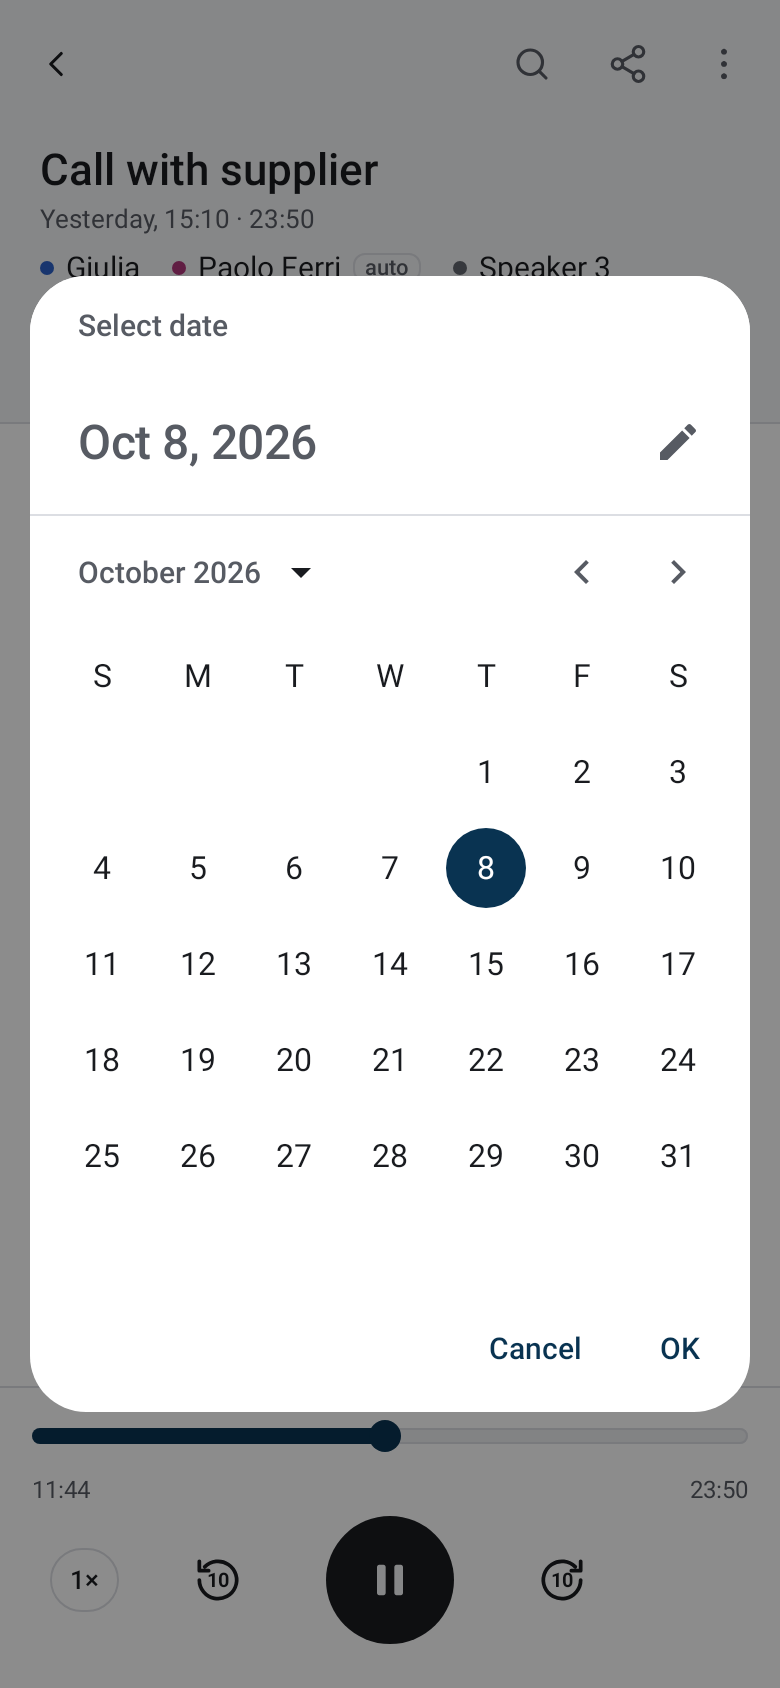 Call with supplier
Yesterday, 15:10 · 23:50
Giulia Paolo Ferri auto Speaker 3
Select date
Oct 8, 2026
October 2026
S M T W T F S
1 2 3
4 5 6 7 8 9 10
11 12 13 14 15 16 17
18 19 20 21 22 23 24
25 26 27 28 29 30 31
Cancel OK
11:44 23:50
1× 10 10